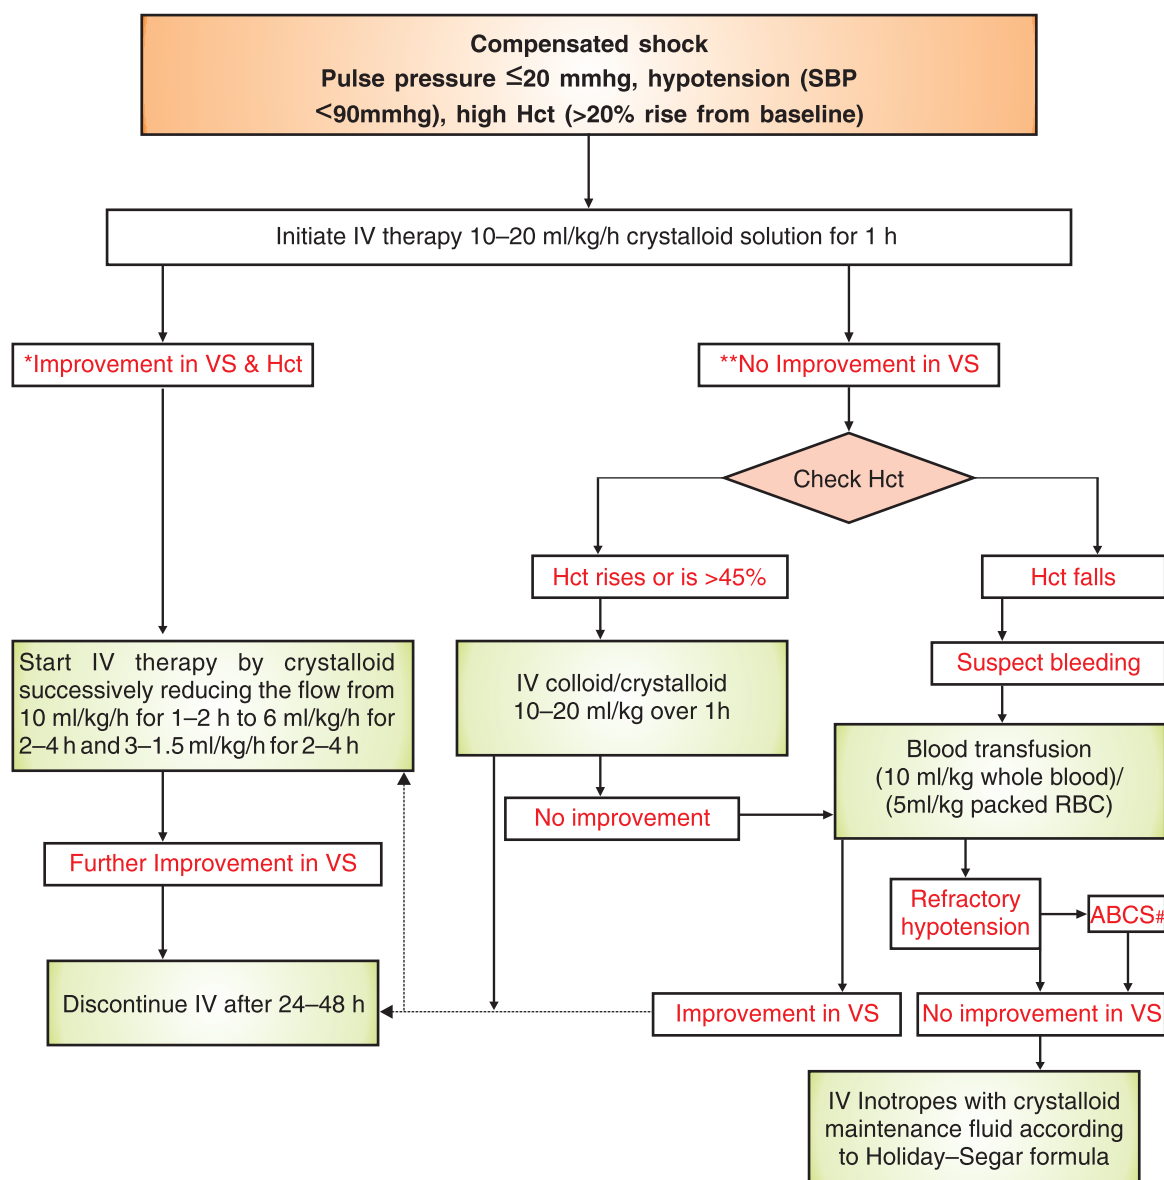 Compensated shock
Pulse pressure ≤20 mmhg, hypotension (SBP
<90mmhg), high Hct (>20% rise from baseline)
Initiate IV therapy 10–20 ml/kg/h crystalloid solution for 1 h
*Improvement in VS & Hct
**No Improvement in VS
Check Hct
Hct rises or is >45%
Hct falls
Start IV therapy by crystalloid
successively reducing the flow from
10 ml/kg/h for 1–2 h to 6 ml/kg/h for
2–4 h and 3–1.5 ml/kg/h for 2–4 h
IV colloid/crystalloid
10–20 ml/kg over 1h
Suspect bleeding
Blood transfusion
(10 ml/kg whole blood)/
(5ml/kg packed RBC)
No improvement
Further Improvement in VS
Refractory
hypotension
ABCS#
Discontinue IV after 24–48 h
Improvement in VS
No improvement in VS
IV Inotropes with crystalloid
maintenance fluid according
to Holiday–Segar formula